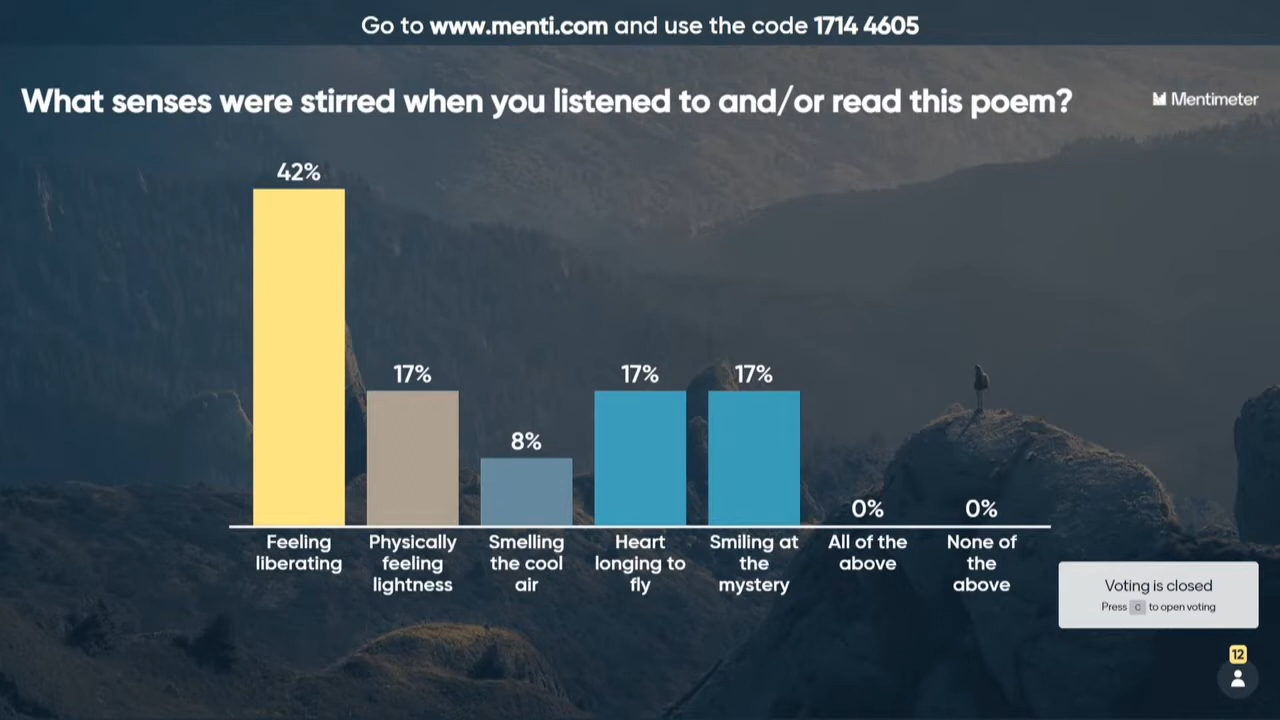 Go to www.menti.com and use the code 1714 4605
What senses were stirred when you listened to and/or read this poem?
Mentimeter
42%
17%
8%
17%
17%
0%
0%
Feeling
liberating
Physically
feeling
lightness
Smelling
the cool
air
Heart
longing to
fly
Smiling at
the
mystery
All of the
above
None of
the
above
Voting is closed
Press C to open voting
12